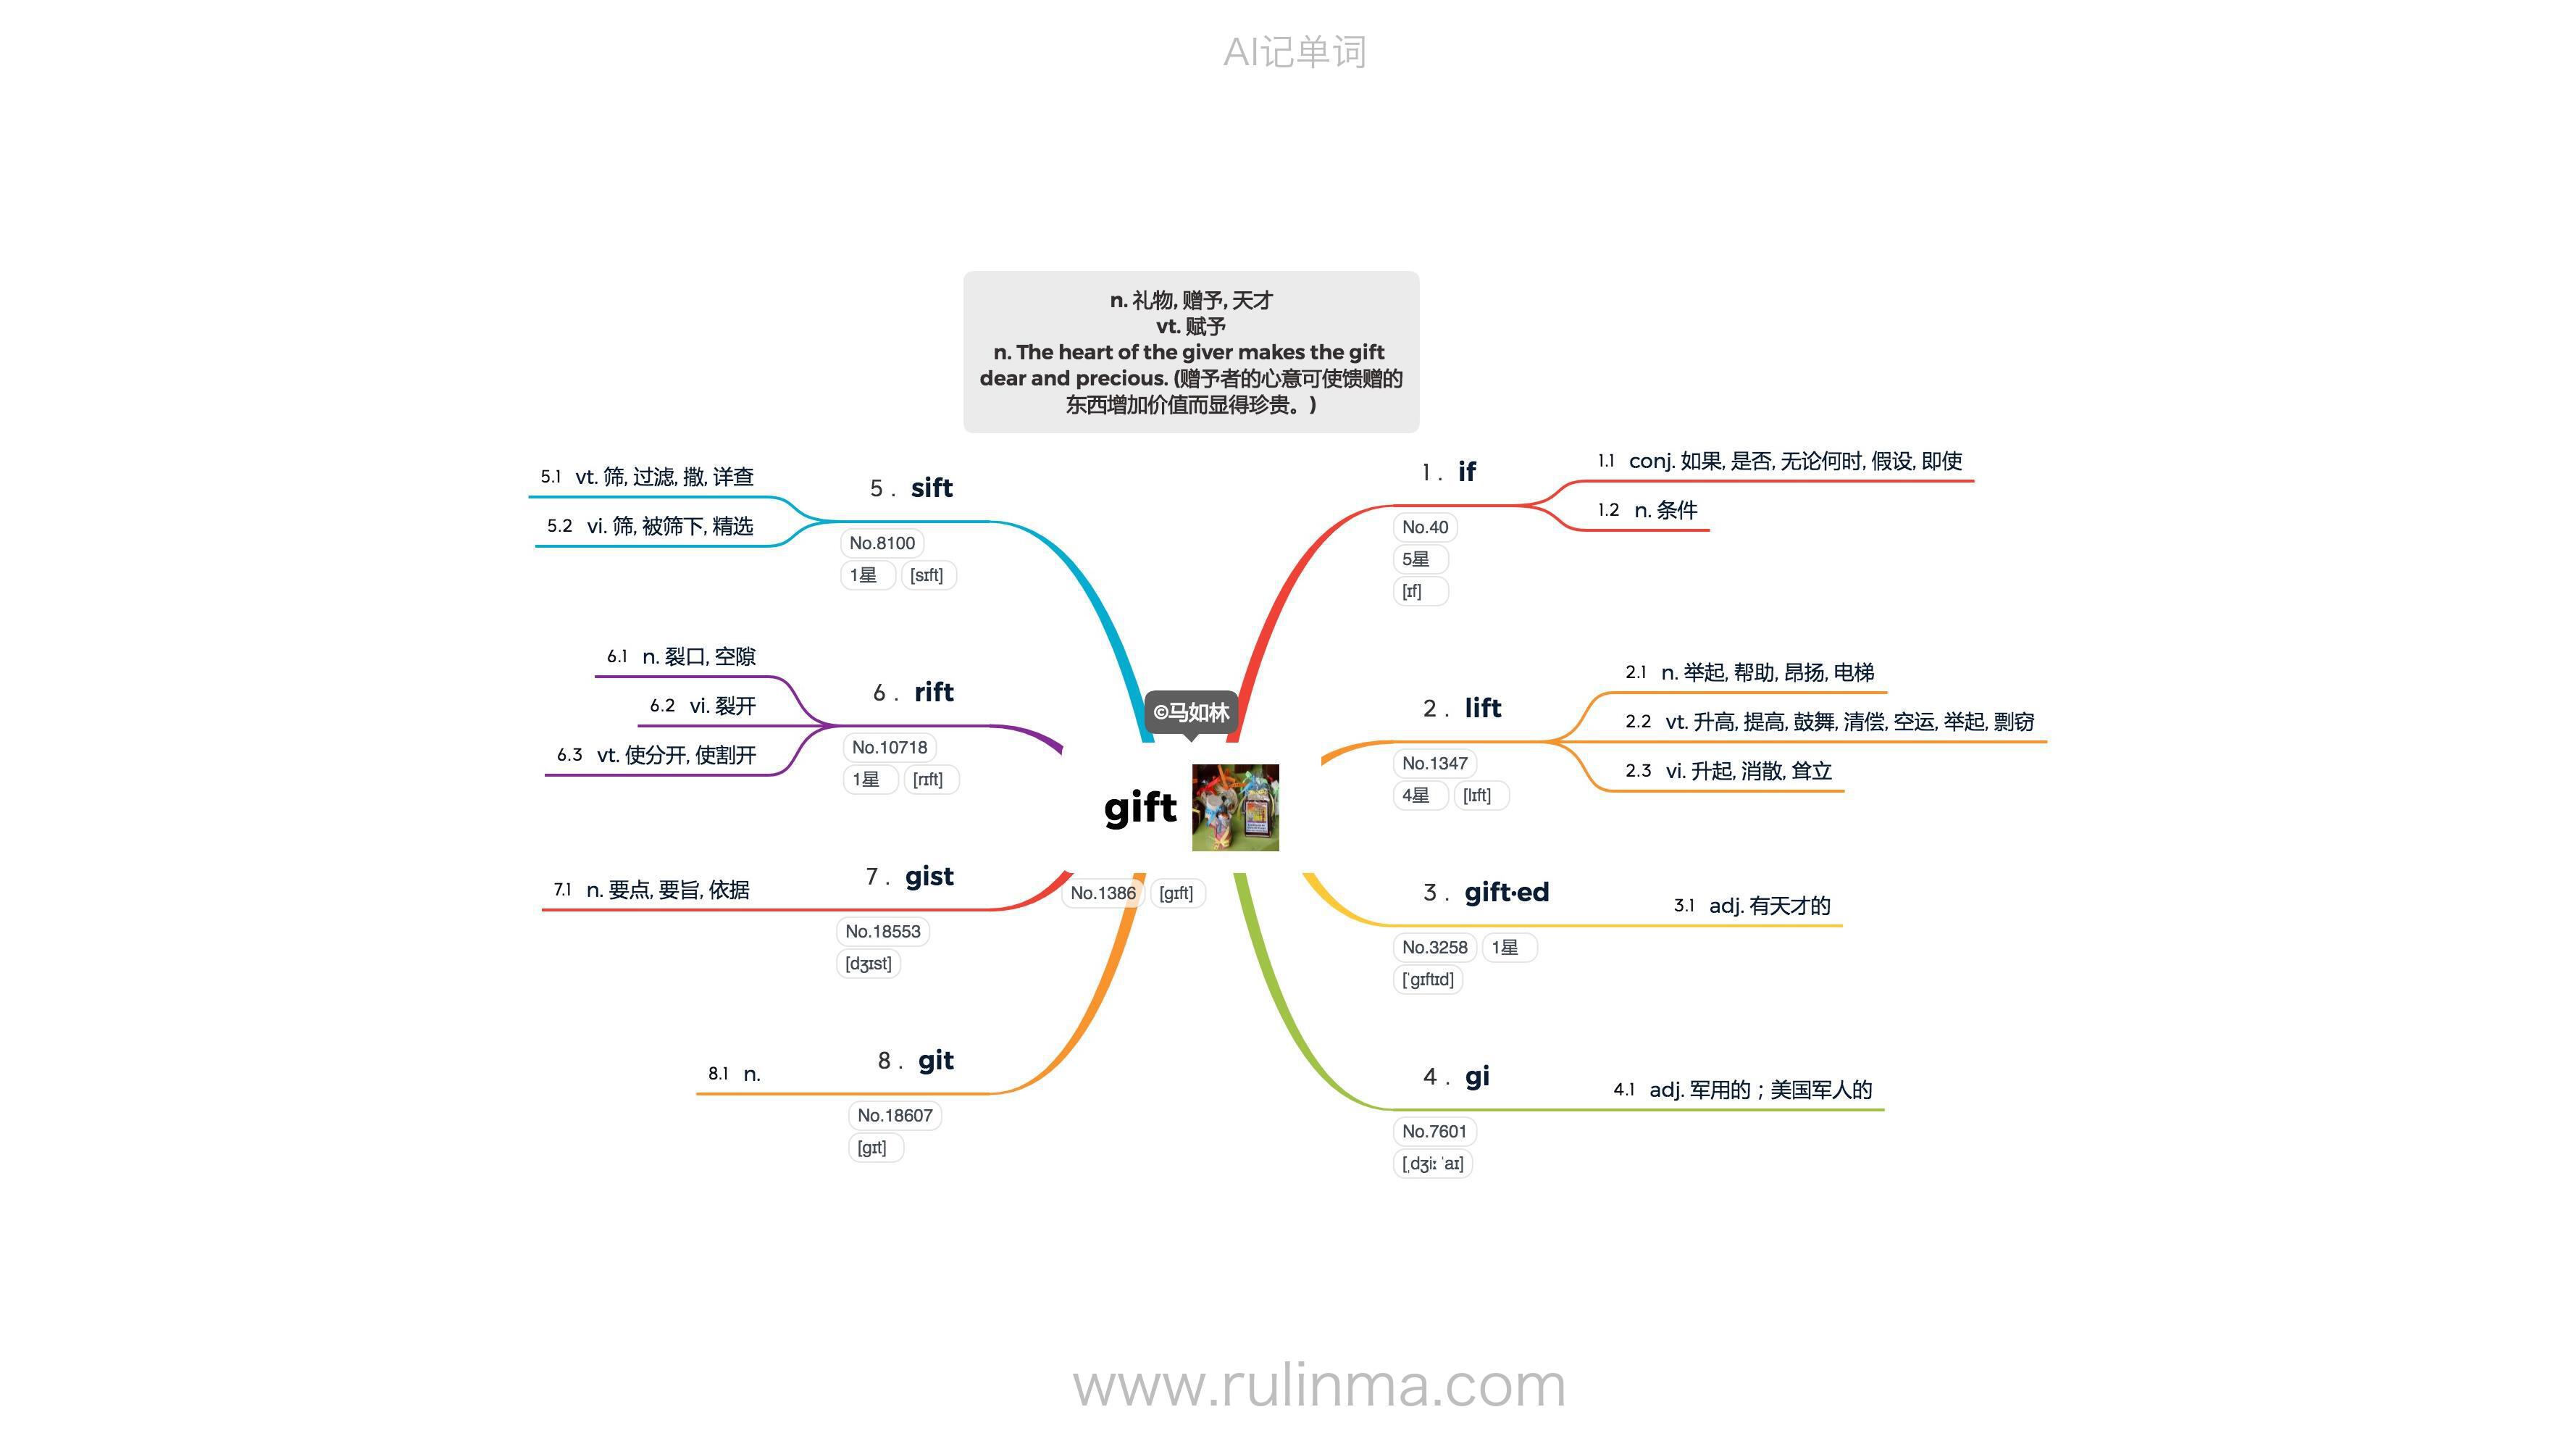 AI记单词
n. 礼物, 赠予, 天才
vt. 赋予
n. The heart of the giver makes the gift
dear and precious. (赠予者的心意可使馈赠的
东西增加价值而显得珍贵。)
©马如林
gift
No.1386 [gɪft]
1. if
No.40
5星
[ɪf]
1.1 conj. 如果, 是否, 无论何时, 假设, 即使
1.2 n. 条件
2. lift
No.1347
4星 [lɪft]
2.1 n. 举起, 帮助, 昂扬, 电梯
2.2 vt. 升高, 提高, 鼓舞, 清偿, 空运, 举起, 剽窃
2.3 vi. 升起, 消散, 耸立
3. gift·ed
No.3258 1星
[ˈgɪftɪd]
3.1 adj. 有天才的
4. gi
No.7601
[ˌdʒiː ˈaɪ]
4.1 adj. 军用的；美国军人的
5. sift
No.8100
1星 [sɪft]
5.1 vt. 筛, 过滤, 撒, 详查
5.2 vi. 筛, 被筛下, 精选
6. rift
No.10718
1星 [rɪft]
6.1 n. 裂口, 空隙
6.2 vi. 裂开
6.3 vt. 使分开, 使割开
7. gist
No.18553
[dʒɪst]
7.1 n. 要点, 要旨, 依据
8. git
No.18607
[gɪt]
8.1 n.
www.rulinma.com